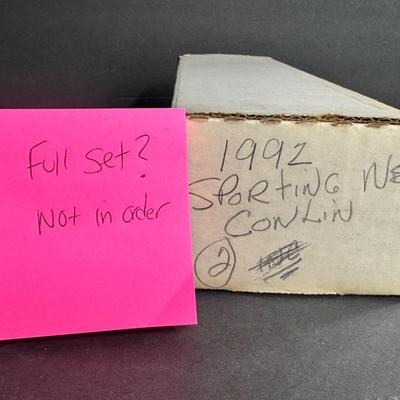 Full set?
Not in order
1992
SPORTING NE
CONLIN
2